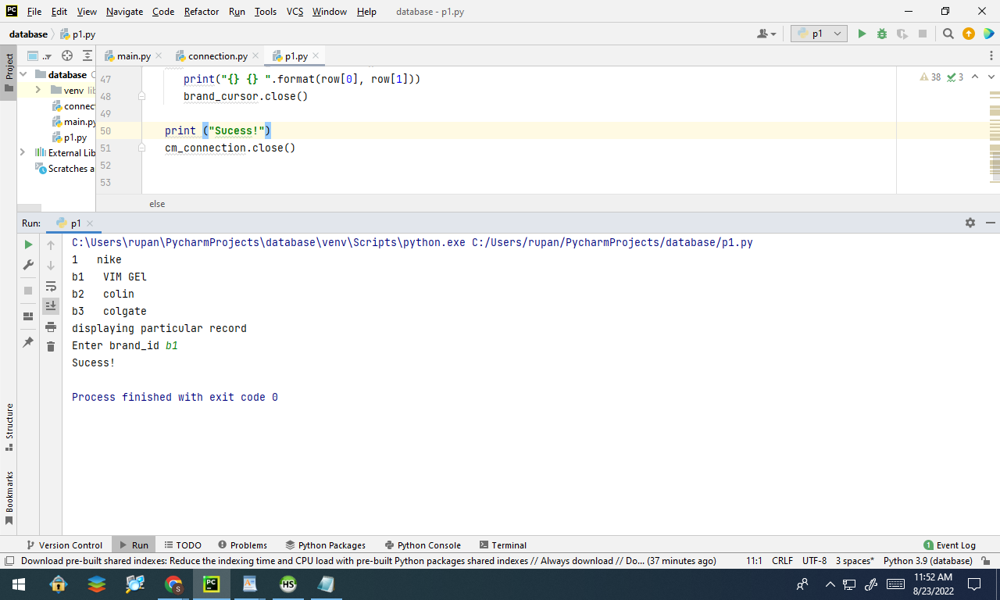 File Edit View Navigate Code Refactor Run Tools VCS Window Help database - p1.py
database p1.py p1
Project
main.py connection.py p1.py
database
venv lib
connec
main.py
p1.py
External Lib
Scratches a
47 print("{} {} ".format(row[0], row[1]))
48 brand_cursor.close()
49
50 print ("Sucess!")
51 cm_connection.close()
52
53
38 3
else
Run: p1
C:\Users\rupan\PycharmProjects\database\venv\Scripts\python.exe C:/Users/rupan/PycharmProjects/database/p1.py
1 nike
b1 VIM GEl
b2 colin
b3 colgate
displaying particular record
Enter brand_id b1
Sucess!
Process finished with exit code 0
Structure
Bookmarks
Version Control Run TODO Problems Python Packages Python Console Terminal 1 Event Log
Download pre-built shared indexes: Reduce the indexing time and CPU load with pre-built Python packages shared indexes // Always download // Do... (37 minutes ago) 11:1 CRLF UTF-8 3 spaces* Python 3.9 (database)
PC S PC HS
11:52 AM
8/23/2022